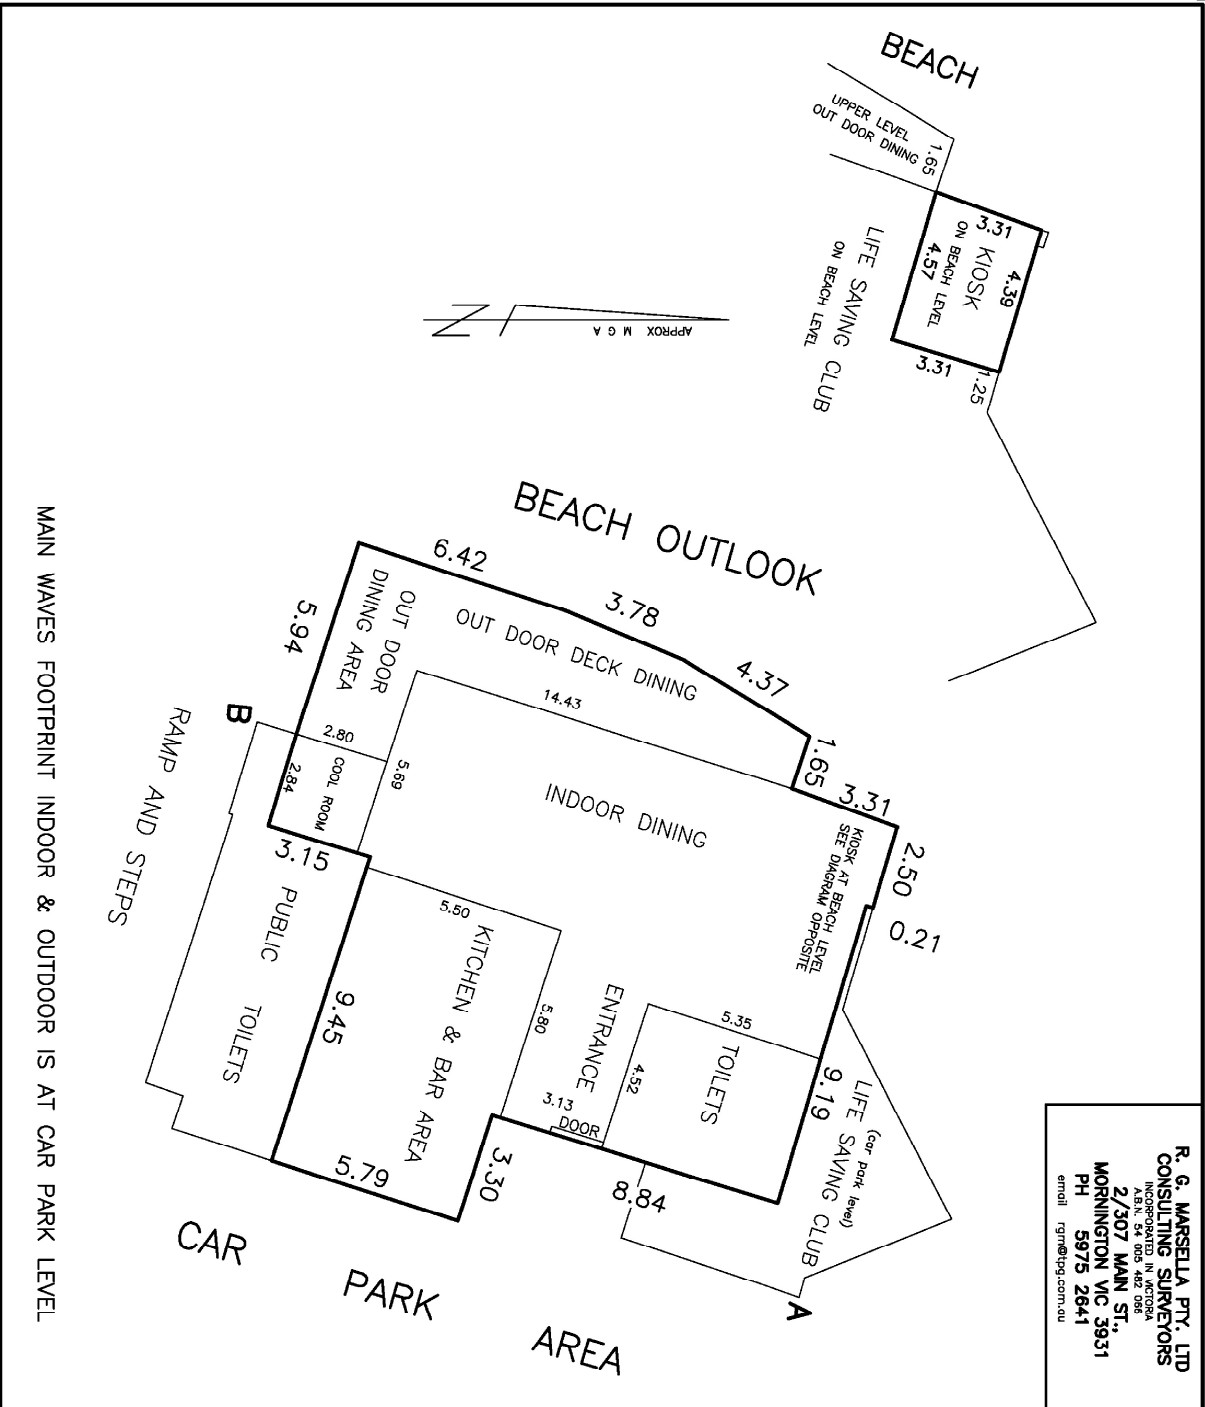 BEACH
UPPER LEVEL
OUT DOOR DINING
1.65
3.31
4.39
KIOSK
ON BEACH LEVEL
4.57
3.31
1.25
LIFE SAVING CLUB
ON BEACH LEVEL
APPROX M G A
N
BEACH OUTLOOK
6.42
3.78
4.37
1.65
3.31
2.50
0.21
OUT DOOR DECK DINING
OUT DOOR
DINING AREA
5.94
14.43
B
2.80
5.69
COOL ROOM
2.84
3.15
INDOOR DINING
KIOSK AT BEACH LEVEL
SEE DIAGRAM OPPOSITE
RAMP AND STEPS
PUBLIC TOILETS
5.50
KITCHEN & BAR AREA
9.45
5.80
ENTRANCE
3.13
DOOR
4.52
5.35
TOILETS
9.19
LIFE SAVING CLUB
(car park level)
5.79
3.30
8.84
A
CAR PARK AREA
MAIN WAVES FOOTPRINT INDOOR & OUTDOOR IS AT CAR PARK LEVEL
R. G. MARSELLA PTY. LTD
CONSULTING SURVEYORS
INCORPORATED IN VICTORIA
A.B.N. 54 005 482 066
2/307 MAIN ST.,
MORNINGTON VIC 3931
PH 5975 2641
email rgm@tpg.com.au